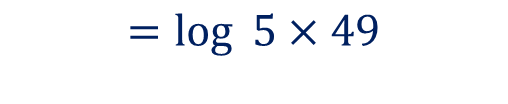 = log 5 × 49